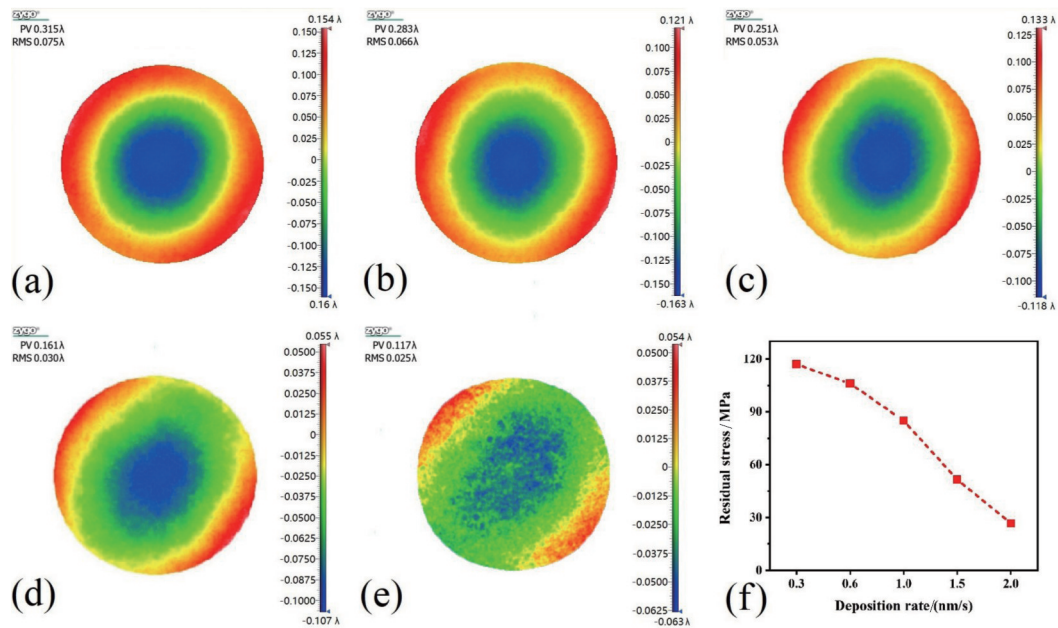 zygo
PV 0.315λ
RMS 0.075λ
0.154 λ
0.150
0.125
0.100
0.075
0.050
0.025
0
-0.025
-0.050
-0.075
-0.100
-0.125
-0.150
0.16 λ
(a)
zygo
PV 0.283λ
RMS 0.066λ
0.121 λ
0.100
0.075
0.050
0.025
0
-0.025
-0.050
-0.075
-0.100
-0.125
-0.163 λ
(b)
zygo
PV 0.251λ
RMS 0.053λ
0.133 λ
0.125
0.100
0.075
0.050
0.025
0
-0.025
-0.050
-0.075
-0.100
-0.118 λ
(c)
zygo
PV 0.161λ
RMS 0.030λ
0.055 λ
0.0500
0.0375
0.0250
0.0125
0
-0.0125
-0.0250
-0.0375
-0.0500
-0.0625
-0.0750
-0.0875
-0.1000
-0.107 λ
(d)
zygo
PV 0.117λ
RMS 0.025λ
0.054 λ
0.0500
0.0375
0.0250
0.0125
0
-0.0125
-0.0250
-0.0375
-0.0500
-0.0625
-0.063 λ
(e)
Residual stress / MPa
120
90
60
30
0
0.3 0.6 1.0 1.5 2.0
Deposition rate/(nm/s)
(f)